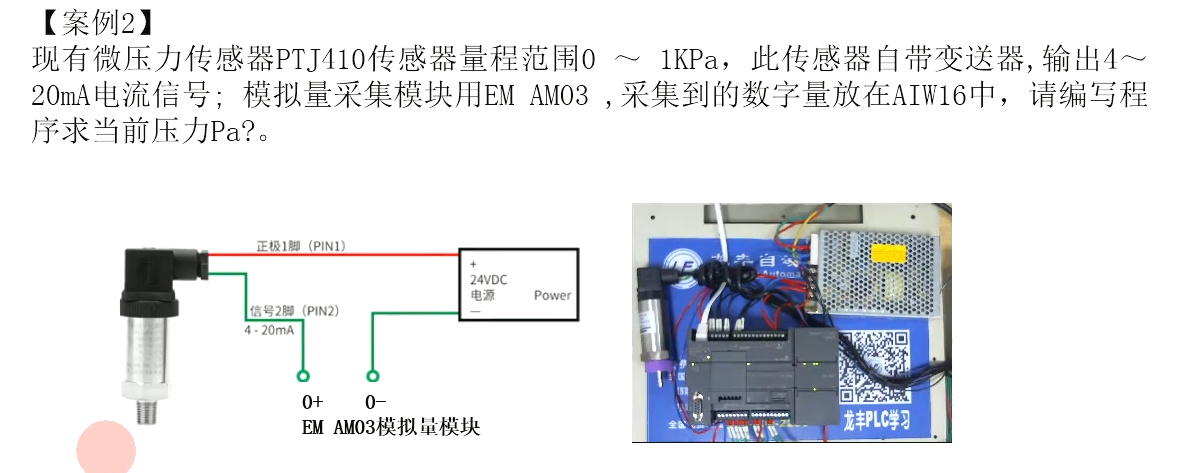 【案例2】
现有微压力传感器PTJ410传感器量程范围0 ～ 1KPa，此传感器自带变送器,输出4～
20mA电流信号; 模拟量采集模块用EM AM03 ,采集到的数字量放在AIW16中，请编写程
序求当前压力Pa?。
正极1脚（PIN1）
信号2脚（PIN2）
4 - 20mA
+
24VDC
电源 Power
—
0+ 0-
EM AM03模拟量模块
龙丰自动
Automa
龙丰PLC学习